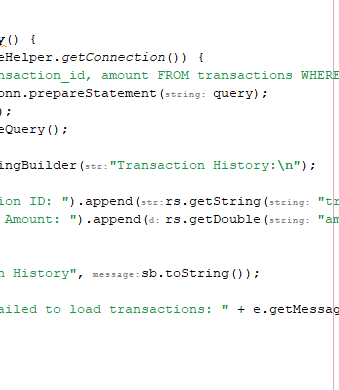 y() {
eHelper.getConnection()) {
nsaction_id, amount FROM transactions WHERE
onn.prepareStatement( string: query);
);
eQuery();
ingBuilder( str: "Transaction History:\n");
ion ID: ").append( str: rs.getString( string: "tr
Amount: ").append( d: rs.getDouble( string: "am
n History", message: sb.toString());
ailed to load transactions: " + e.getMessag